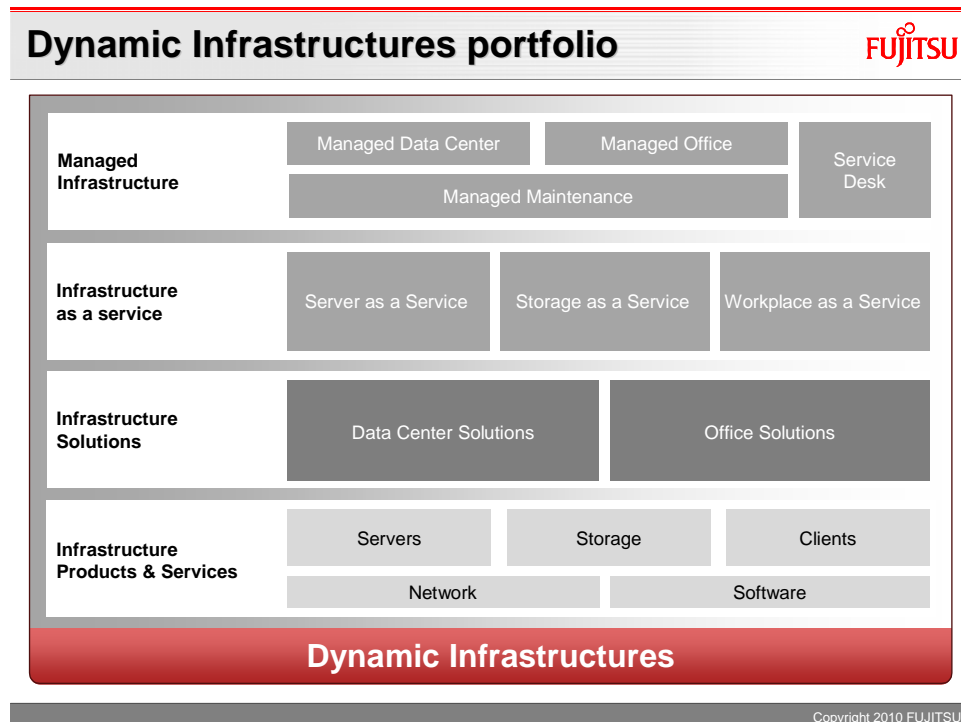 Dynamic Infrastructures portfolio
FUJITSU
Managed
Infrastructure
Managed Data Center
Managed Office
Managed Maintenance
Service
Desk
Infrastructure
as a service
Server as a Service
Storage as a Service
Workplace as a Service
Infrastructure
Solutions
Data Center Solutions
Office Solutions
Infrastructure
Products & Services
Servers
Storage
Clients
Network
Software
Dynamic Infrastructures
Copyright 2010 FUJITSU